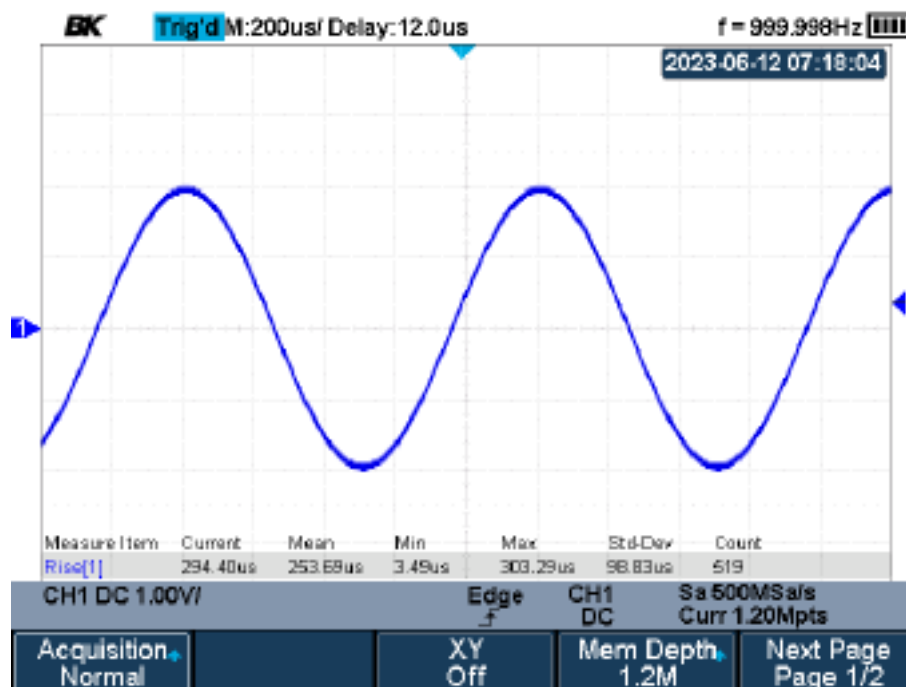 BK Trig'd M:200us/ Delay:12.0us f = 999.998Hz
2023-06-12 07:18:04
1
Measure Item Current Mean Min Max Std-Dev Count
Rise[1] 294.40us 253.69us 3.49us 303.29us 98.83us 519
CH1 DC 1.00V/ Edge CH1 Sa 500MSa/s
DC Curr 1.20Mpts
Acquisition XY Mem Depth Next Page
Normal Off 1.2M Page 1/2